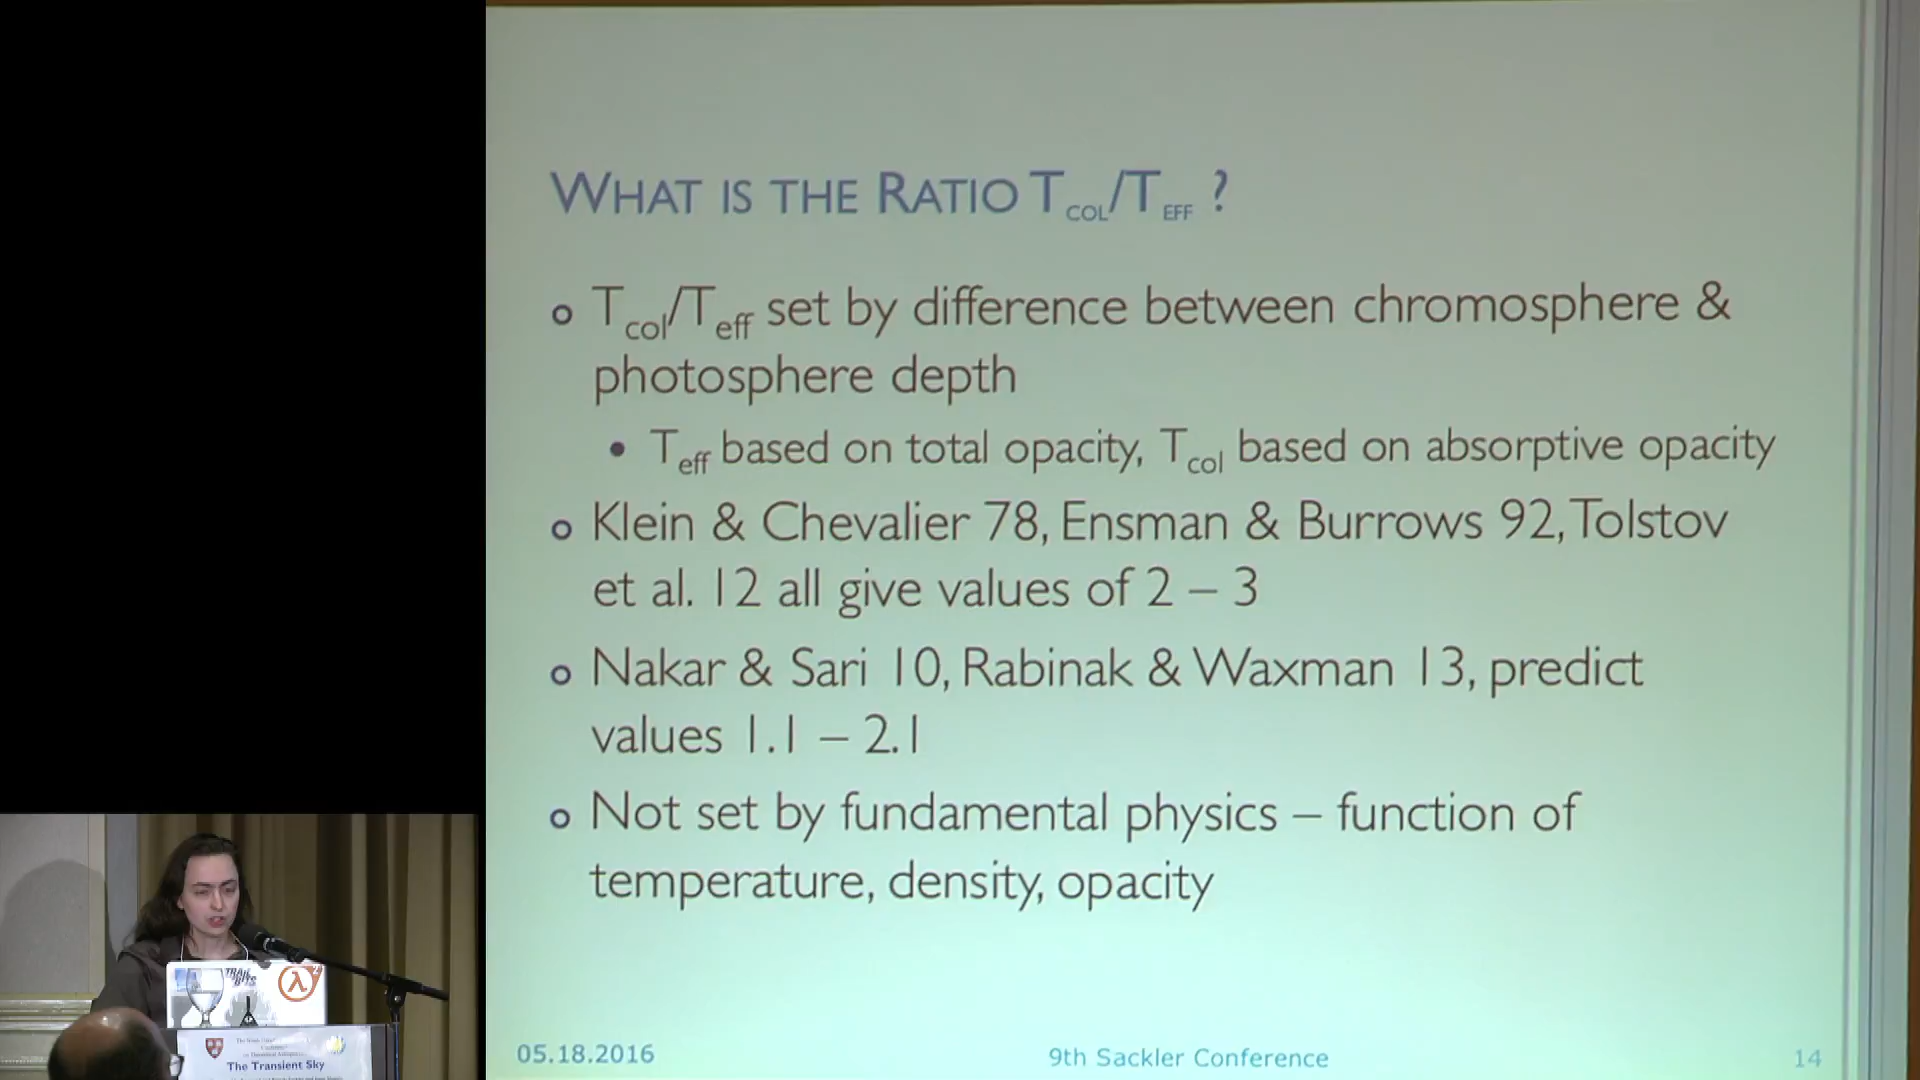 WHAT IS THE RATIO T_COL/T_EFF ?
T_col/T_eff set by difference between chromosphere &
photosphere depth
T_eff based on total opacity, T_col based on absorptive opacity
Klein & Chevalier 78, Ensman & Burrows 92, Tolstov
et al. 12 all give values of 2 – 3
Nakar & Sari 10, Rabinak & Waxman 13, predict
values 1.1 – 2.1
Not set by fundamental physics – function of
temperature, density, opacity
05.18.2016
9th Sackler Conference
14
λ2
The Transient Sky